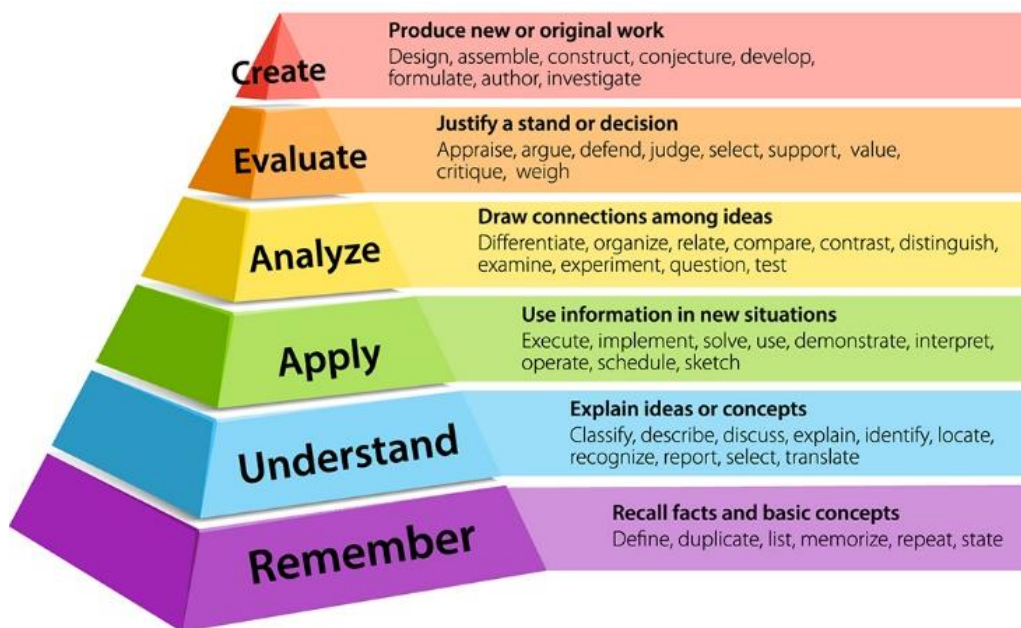 Create
Produce new or original work
Design, assemble, construct, conjecture, develop,
formulate, author, investigate
Evaluate
Justify a stand or decision
Appraise, argue, defend, judge, select, support, value,
critique, weigh
Analyze
Draw connections among ideas
Differentiate, organize, relate, compare, contrast, distinguish,
examine, experiment, question, test
Apply
Use information in new situations
Execute, implement, solve, use, demonstrate, interpret,
operate, schedule, sketch
Understand
Explain ideas or concepts
Classify, describe, discuss, explain, identify, locate,
recognize, report, select, translate
Remember
Recall facts and basic concepts
Define, duplicate, list, memorize, repeat, state